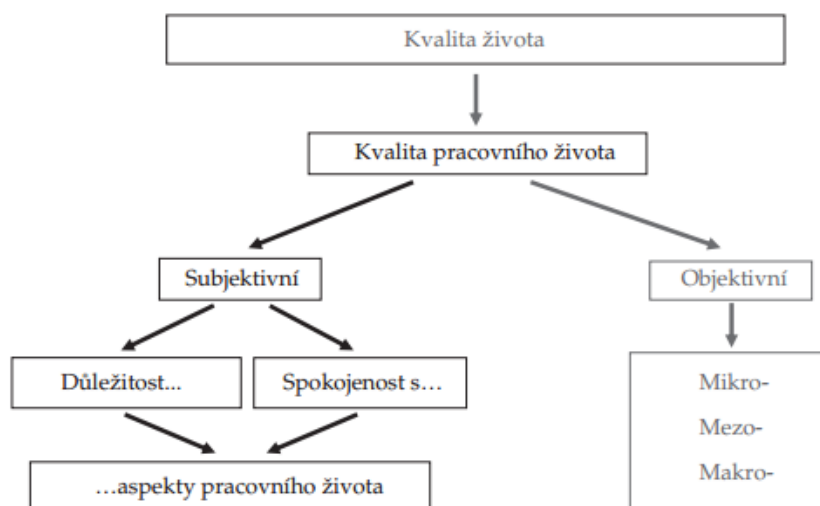 Kvalita života
Kvalita pracovního života
Subjektivní
Objektivní
Důležitost...
Spokojenost s…
Mikro-
Mezo-
Makro-
…aspekty pracovního života